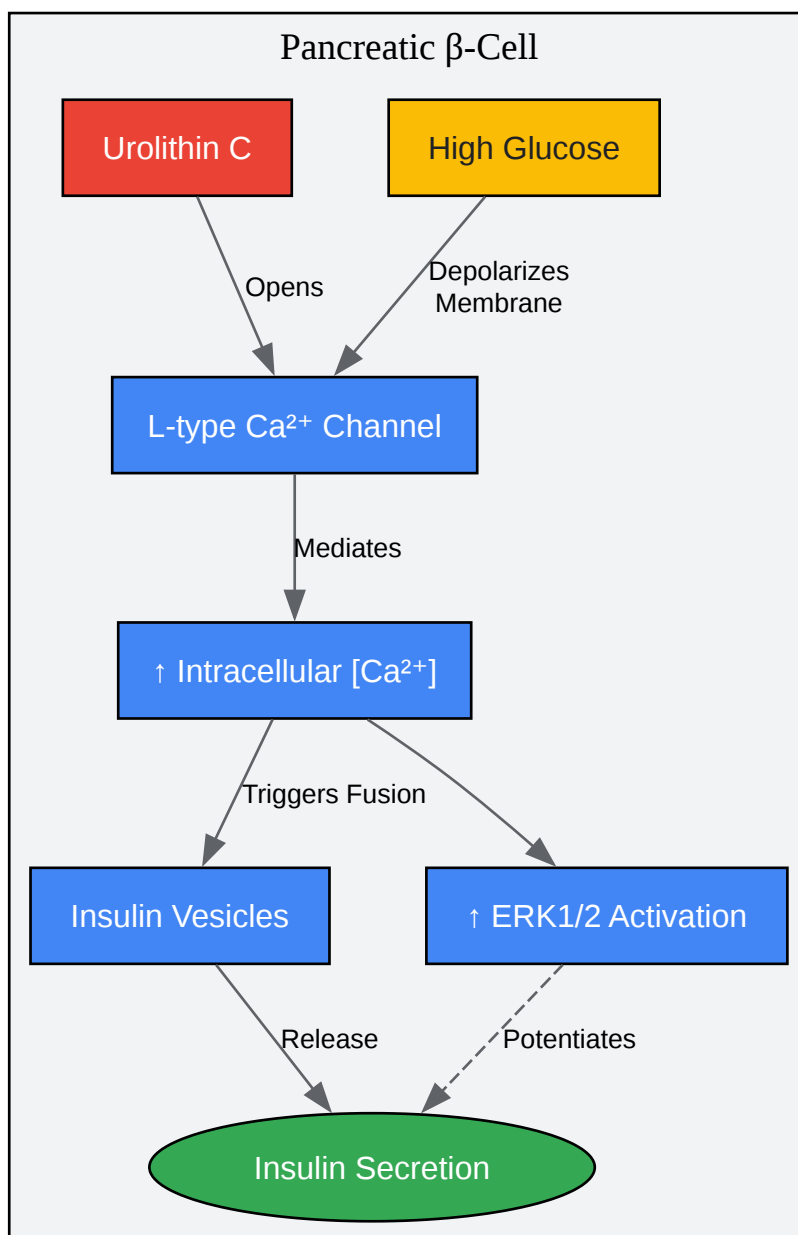 Pancreatic β-Cell
Urolithin C
High Glucose
Opens
Depolarizes
Membrane
L-type Ca²⁺ Channel
Mediates
↑ Intracellular [Ca²⁺]
Triggers Fusion
Insulin Vesicles
↑ ERK1/2 Activation
Release
Potentiates
Insulin Secretion